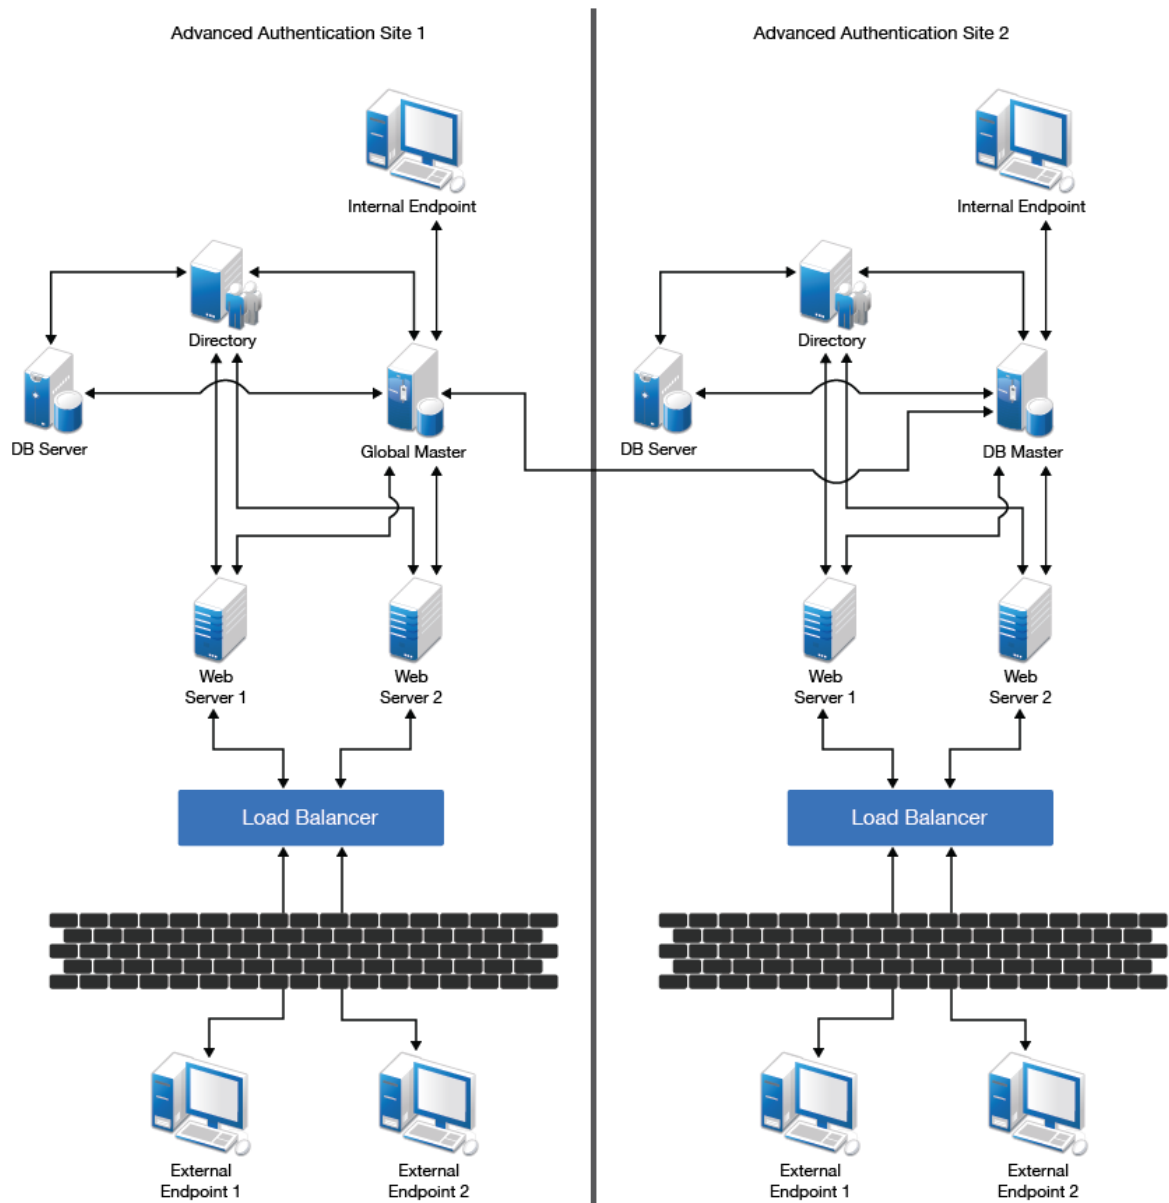 Advanced Authentication Site 1
Internal Endpoint
Directory
DB Server
Global Master
Web
Server 1
Web
Server 2
Load Balancer
External
Endpoint 1
External
Endpoint 2
Advanced Authentication Site 2
Internal Endpoint
Directory
DB Server
DB Master
Web
Server 1
Web
Server 2
Load Balancer
External
Endpoint 1
External
Endpoint 2